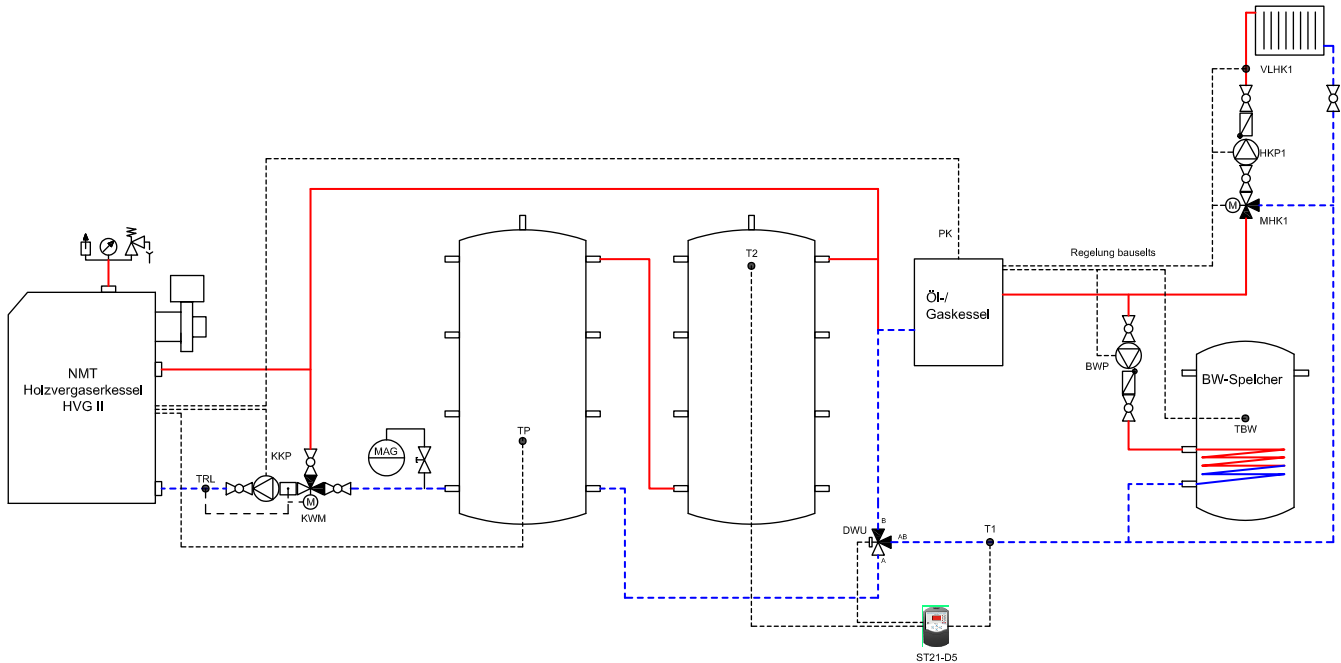 VLHK1
HKP1
M
MHK1
PK
Regelung bauseits
T2
Öl-/
Gaskessel
NMT
Holzvergaserkessel
HVG II
BWP
BW-Speicher
TBW
TP
MAG
KKP
TRL
M
KWM
B
DWU
AB
A
T1
ST21-D5